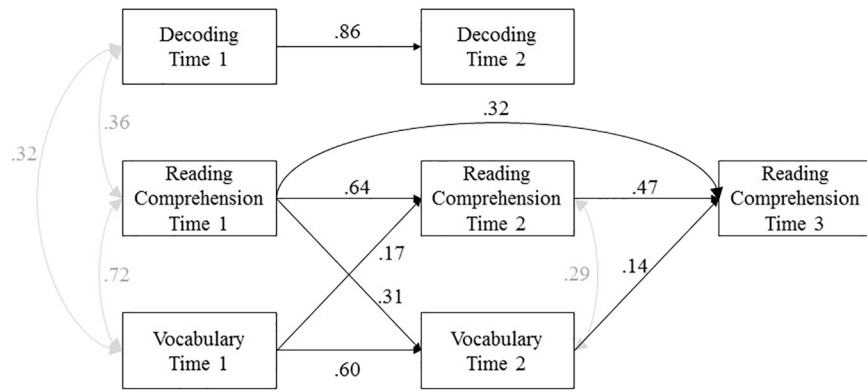 Decoding
Time 1
.86
Decoding
Time 2
.32
.36
.32
Reading
Comprehension
Time 1
.64
Reading
Comprehension
Time 2
.47
Reading
Comprehension
Time 3
.72
.17
.31
.29
.14
Vocabulary
Time 1
.60
Vocabulary
Time 2